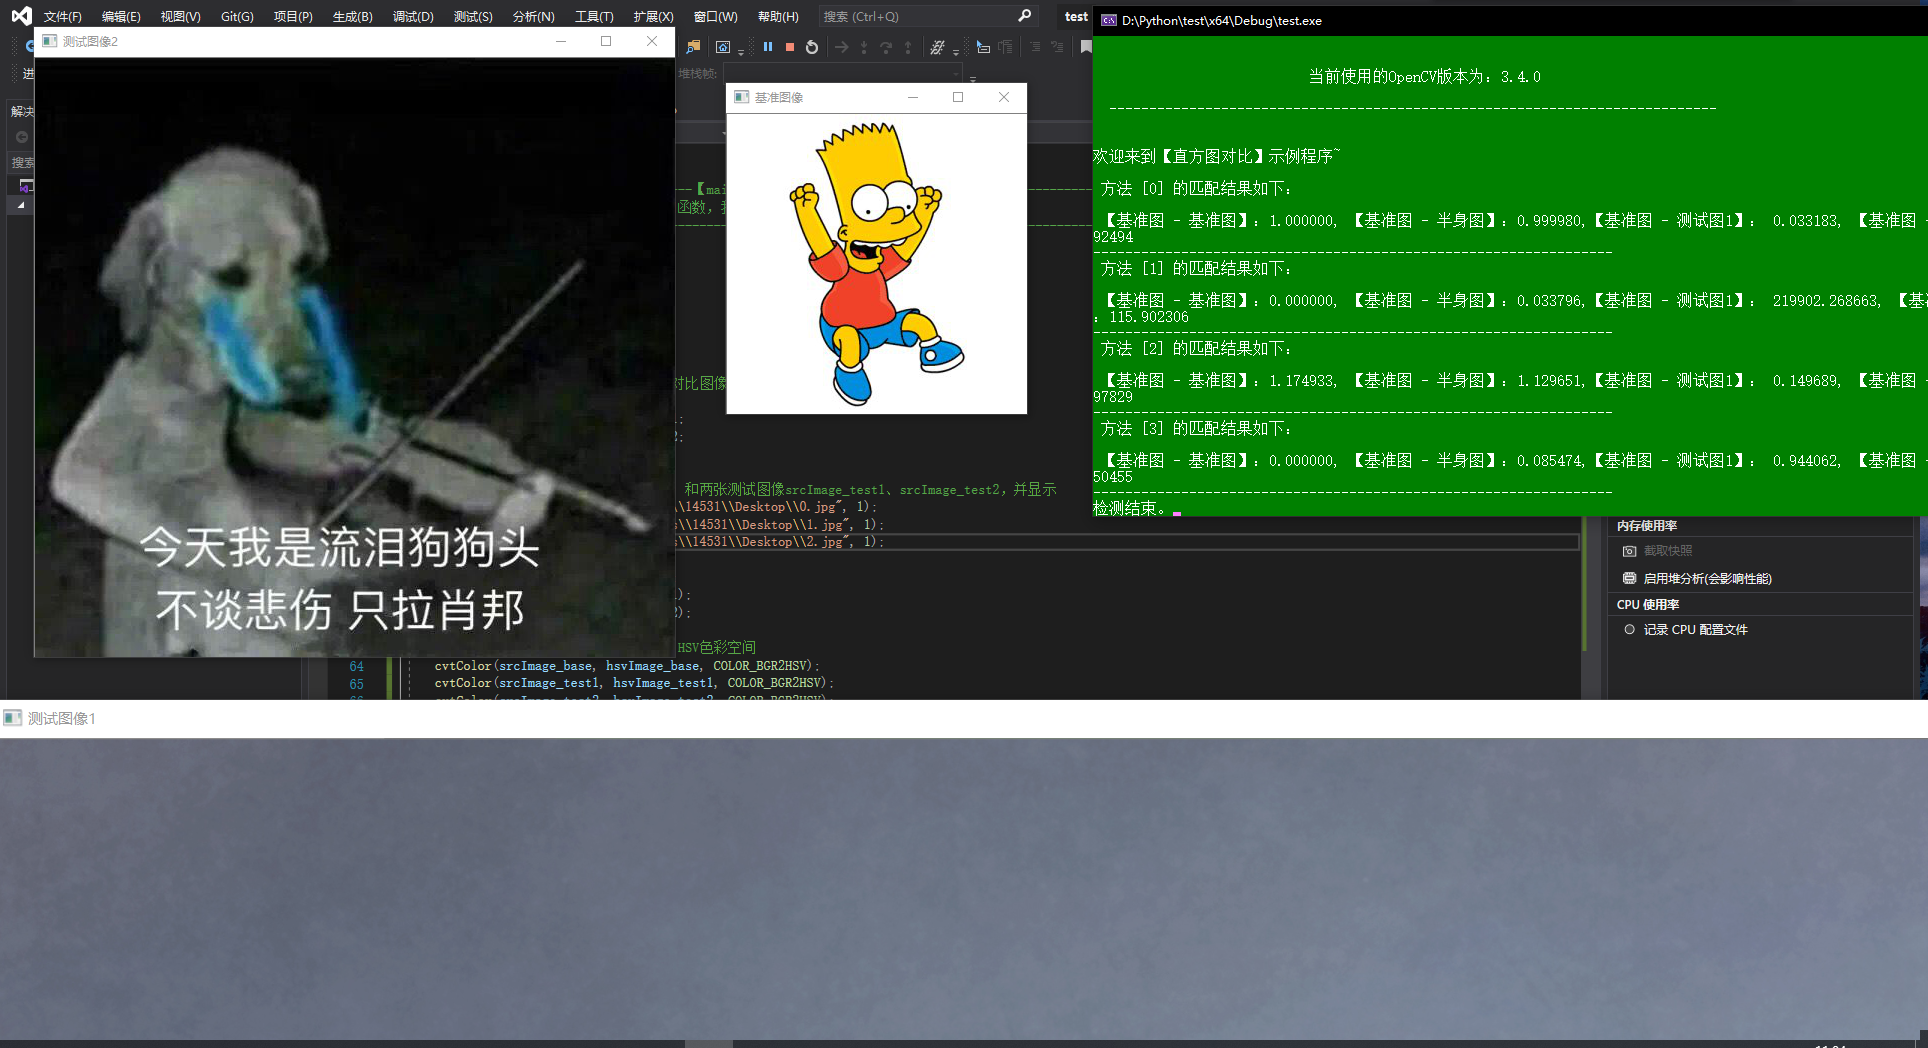 文件(F) 编辑(E) 视图(V) Git(G) 项目(P) 生成(B) 调试(D) 测试(S) 分析(N) 工具(T) 扩展(X) 窗口(W) 帮助(H) 搜索 (Ctrl+Q) test
测试图像2
堆栈帧:
解决
搜索
今天我是流泪狗狗头
不谈悲伤 只拉肖邦
基准图像
D:\Python\test\x64\Debug\test.exe
当前使用的OpenCV版本为：3.4.0
----------------------------------------------------------------------------
欢迎来到【直方图对比】示例程序~
方法 [0] 的匹配结果如下：
【基准图 - 基准图】：1.000000, 【基准图 - 半身图】：0.999980,【基准图 - 测试图1】： 0.033183, 【基准图 -
92494
-----------------------------------------------------------------
方法 [1] 的匹配结果如下：
【基准图 - 基准图】：0.000000, 【基准图 - 半身图】：0.033796,【基准图 - 测试图1】： 219902.268663, 【基
：115.902306
-----------------------------------------------------------------
方法 [2] 的匹配结果如下：
【基准图 - 基准图】：1.174933, 【基准图 - 半身图】：1.129651,【基准图 - 测试图1】： 0.149689, 【基准图 -
97829
-----------------------------------------------------------------
方法 [3] 的匹配结果如下：
【基准图 - 基准图】：0.000000, 【基准图 - 半身图】：0.085474,【基准图 - 测试图1】： 0.944062, 【基准图 -
50455
-----------------------------------------------------------------
检测结束。
--【mai
函数，
对比图像
和两张测试图像srcImage_test1、srcImage_test2，并显示
\\14531\\Desktop\\0.jpg", 1);
\\14531\\Desktop\\1.jpg", 1);
\\14531\\Desktop\\2.jpg", 1);
HSV色彩空间
64 cvtColor(srcImage_base, hsvImage_base, COLOR_BGR2HSV);
65 cvtColor(srcImage_test1, hsvImage_test1, COLOR_BGR2HSV);
内存使用率
截取快照
启用堆分析(会影响性能)
CPU 使用率
记录 CPU 配置文件
测试图像1